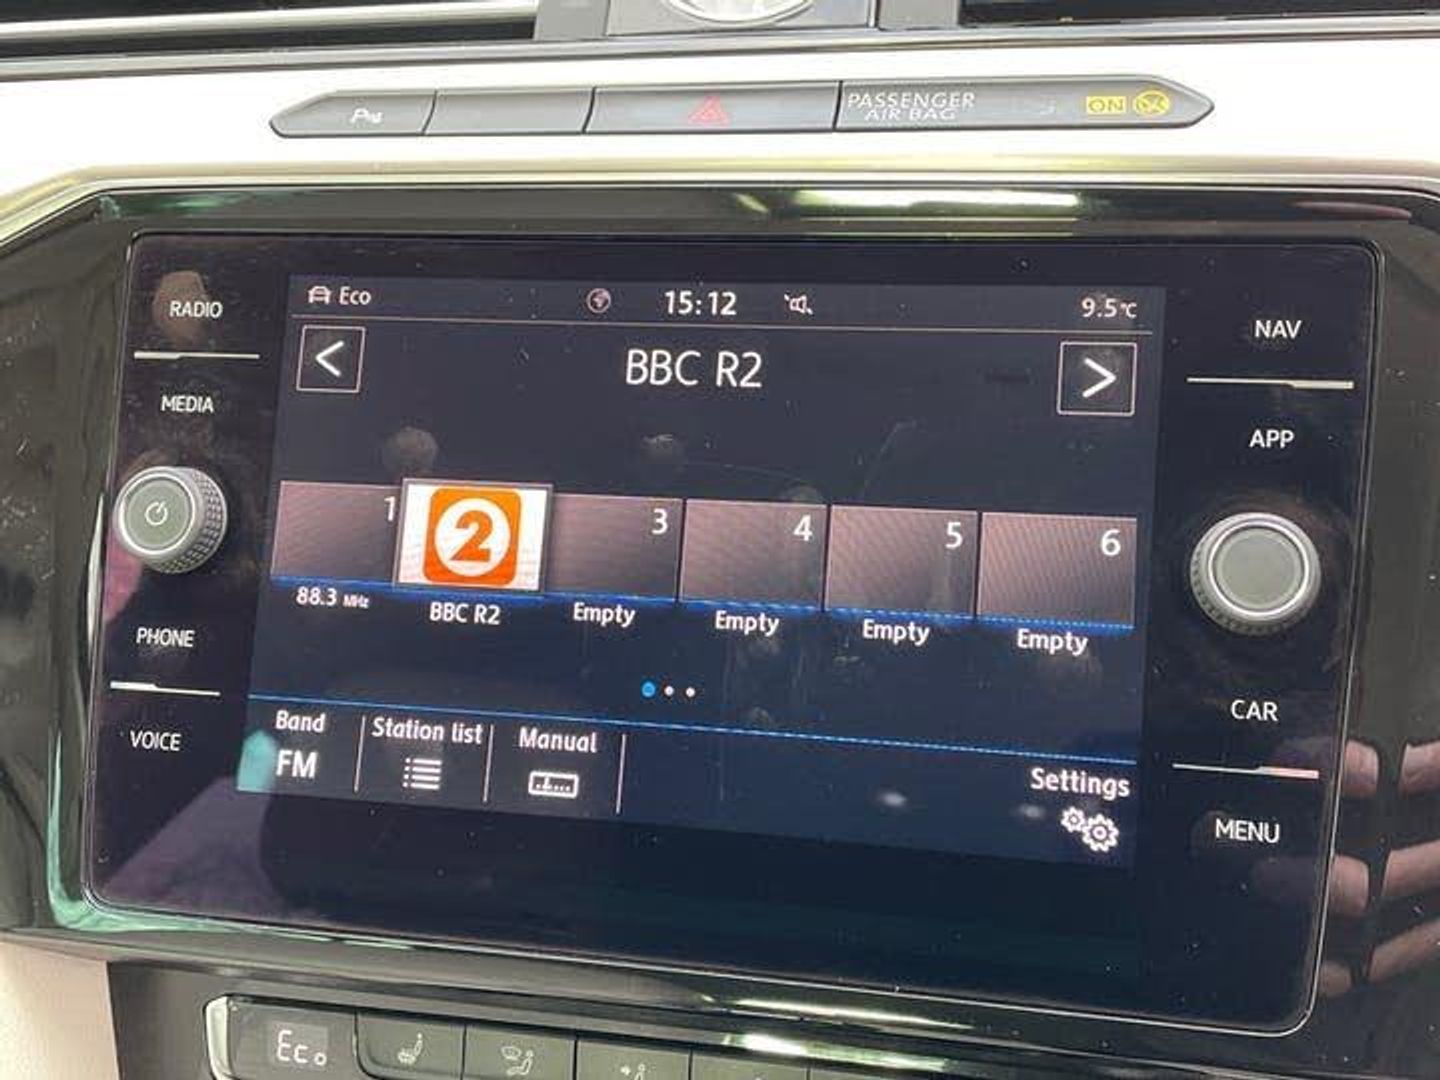 P
PASSENGER
AIR BAG
ON
RADIO
MEDIA
PHONE
VOICE
Eco
15:12
9.5°C
<
BBC R2
>
1
2
3
4
5
6
88.3 MHz
BBC R2
Empty
Empty
Empty
Empty
Band
FM
Station list
Manual
Settings
NAV
APP
CAR
MENU
Eco